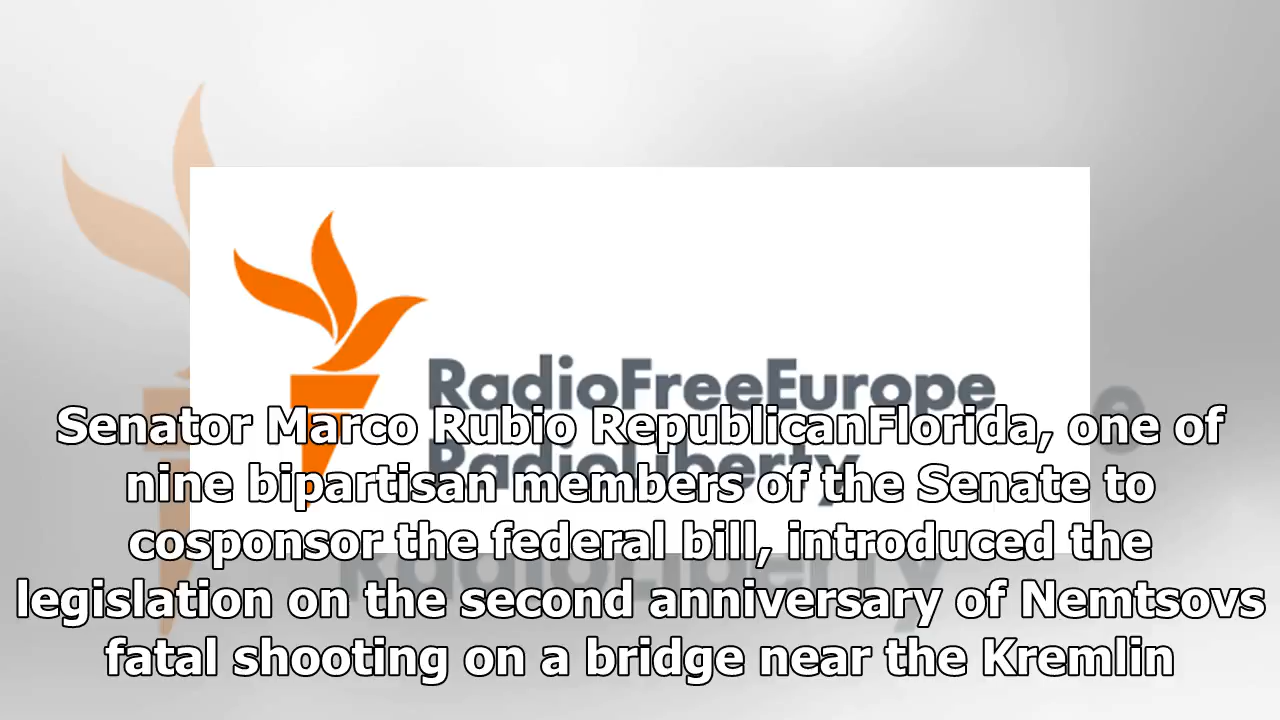 RadioFreeEurope
RadioLiberty
Senator Marco Rubio RepublicanFlorida, one of
nine bipartisan members of the Senate to
cosponsor the federal bill, introduced the
legislation on the second anniversary of Nemtsovs
fatal shooting on a bridge near the Kremlin